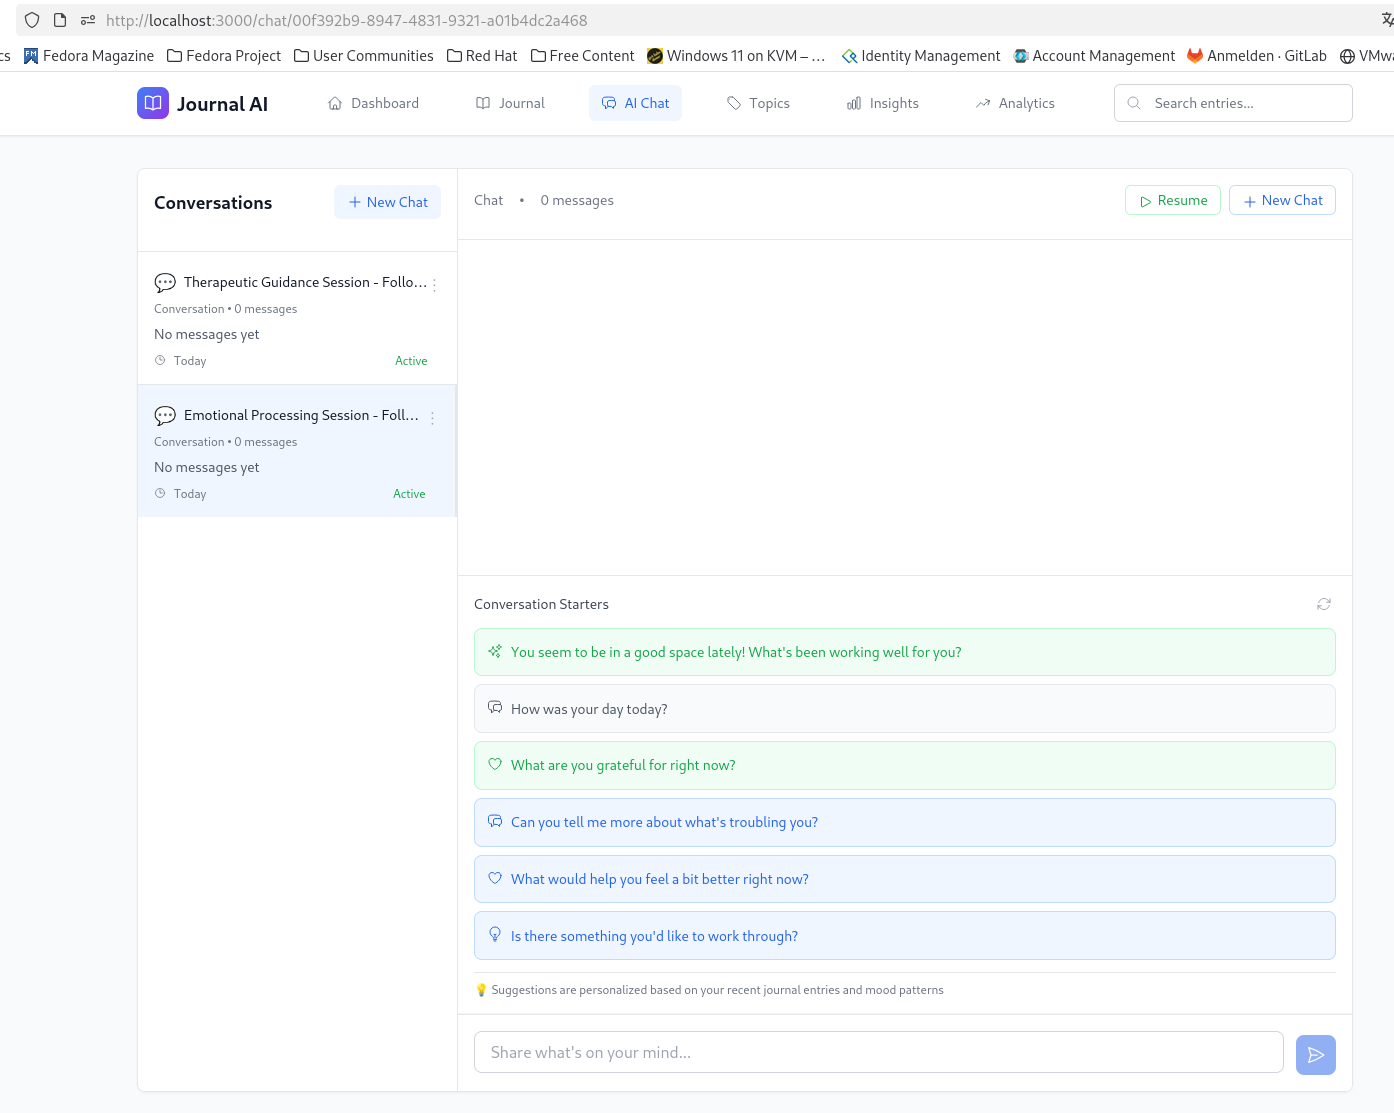 http://localhost:3000/chat/00f392b9-8947-4831-9321-a01b4dc2a468
cs Fedora Magazine Fedora Project User Communities Red Hat Free Content Windows 11 on KVM – ... Identity Management Account Management Anmelden · GitLab VMwa
Journal AI Dashboard Journal AI Chat Topics Insights Analytics Search entries...
Conversations + New Chat
Chat • 0 messages Resume + New Chat
Therapeutic Guidance Session - Follo...
Conversation • 0 messages
No messages yet
Today Active
Emotional Processing Session - Foll...
Conversation • 0 messages
No messages yet
Today Active
Conversation Starters
You seem to be in a good space lately! What's been working well for you?
How was your day today?
What are you grateful for right now?
Can you tell me more about what's troubling you?
What would help you feel a bit better right now?
Is there something you'd like to work through?
💡 Suggestions are personalized based on your recent journal entries and mood patterns
Share what's on your mind...